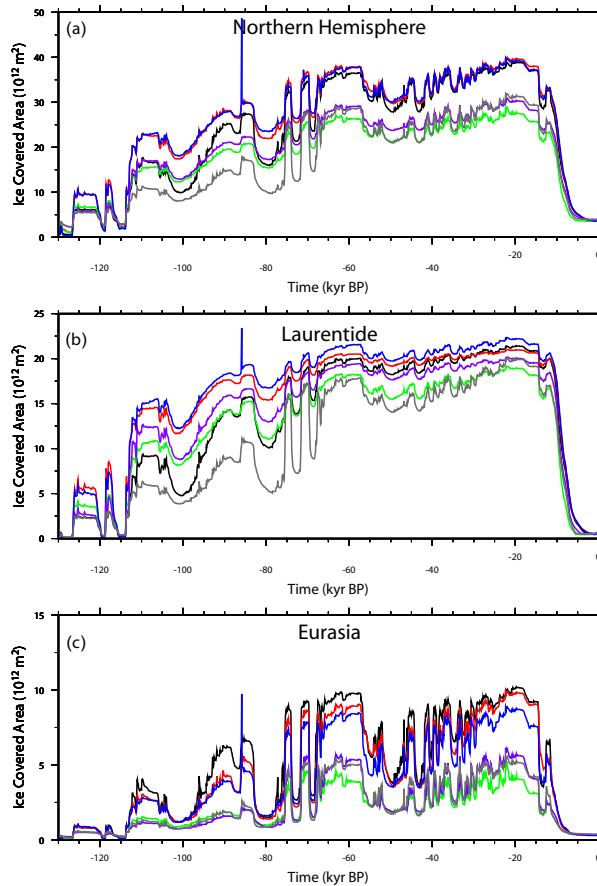 (a) Northern Hemisphere
Ice Covered Area (10¹² m²)
50
40
30
20
10
0
-120 -100 -80 -60 -40 -20 0
Time (kyr BP)
(b) Laurentide
Ice Covered Area (10¹² m²)
25
20
15
10
5
0
-120 -100 -80 -60 -40 -20 0
Time (kyr BP)
(c) Eurasia
Ice Covered Area (10¹² m²)
15
10
5
0
-120 -100 -80 -60 -40 -20 0
Time (kyr BP)